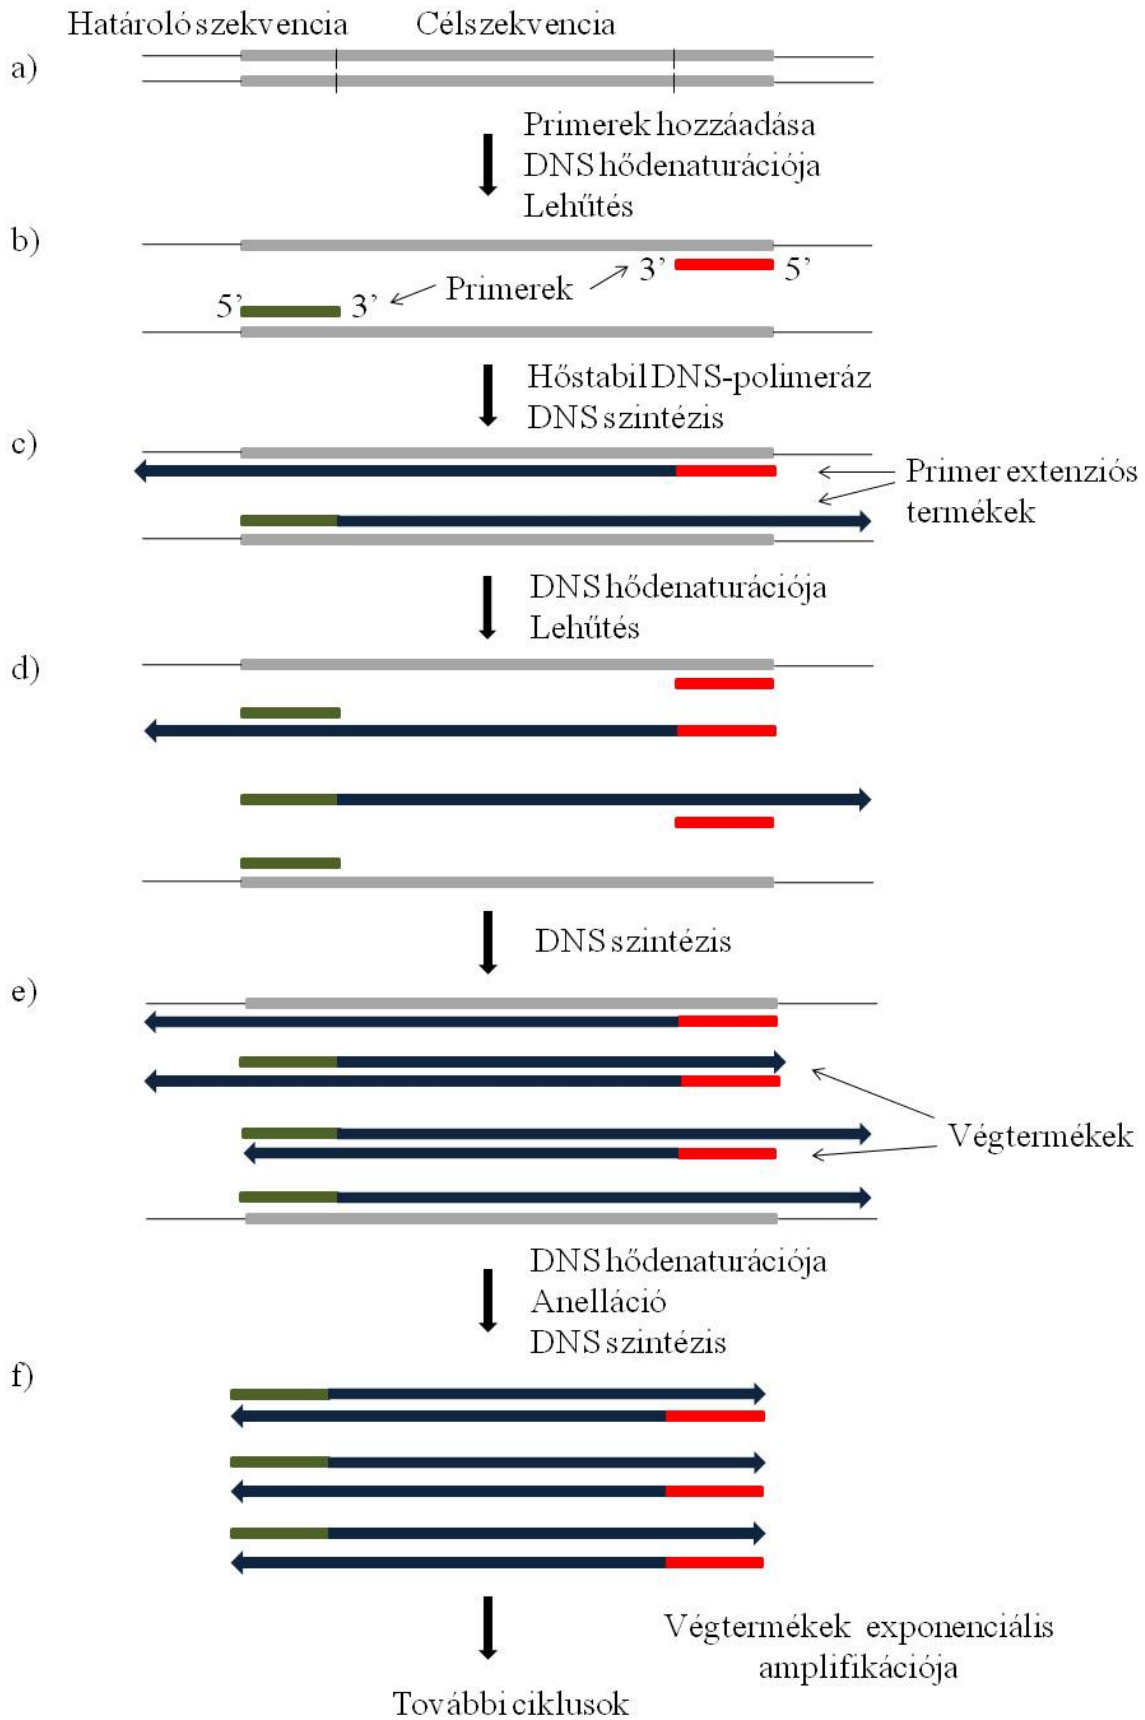 Határoló szekvencia
Célszekvencia
a)
Primerek hozzáadása
DNS hődenaturációja
Lehűtés
b)
3’
5’
Primerek
5’
3’
Hőstabil DNS-polimeráz
DNS szintézis
c)
Primer extenziós
termékek
DNS hődenaturációja
Lehűtés
d)
DNS szintézis
e)
Végtermékek
DNS hődenaturációja
Anelláció
DNS szintézis
f)
Végtermékek exponenciális
amplifikációja
További ciklusok